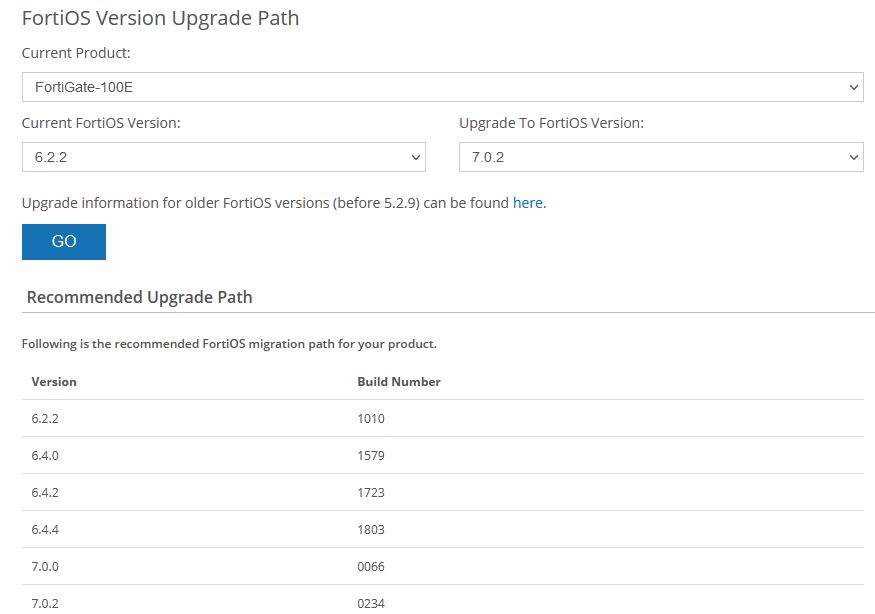 FortiOS Version Upgrade Path
Current Product:
FortiGate-100E
Current FortiOS Version: Upgrade To FortiOS Version:
6.2.2 7.0.2
Upgrade information for older FortiOS versions (before 5.2.9) can be found here.
GO
Recommended Upgrade Path
Following is the recommended FortiOS migration path for your product.
Version Build Number
6.2.2 1010
6.4.0 1579
6.4.2 1723
6.4.4 1803
7.0.0 0066
7.0.2 0234